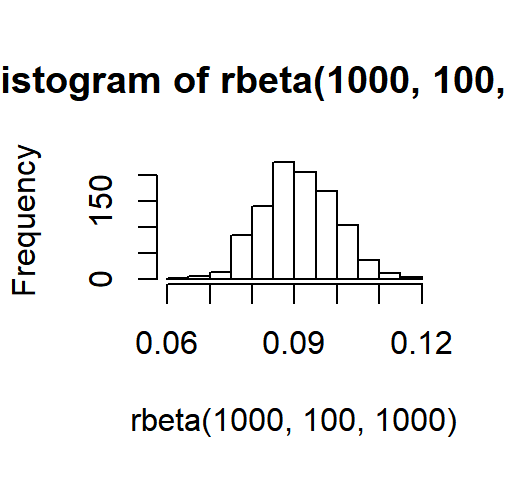 istogram of rbeta(1000, 100,
Frequency
150
0
0.06 0.09 0.12
rbeta(1000, 100, 1000)